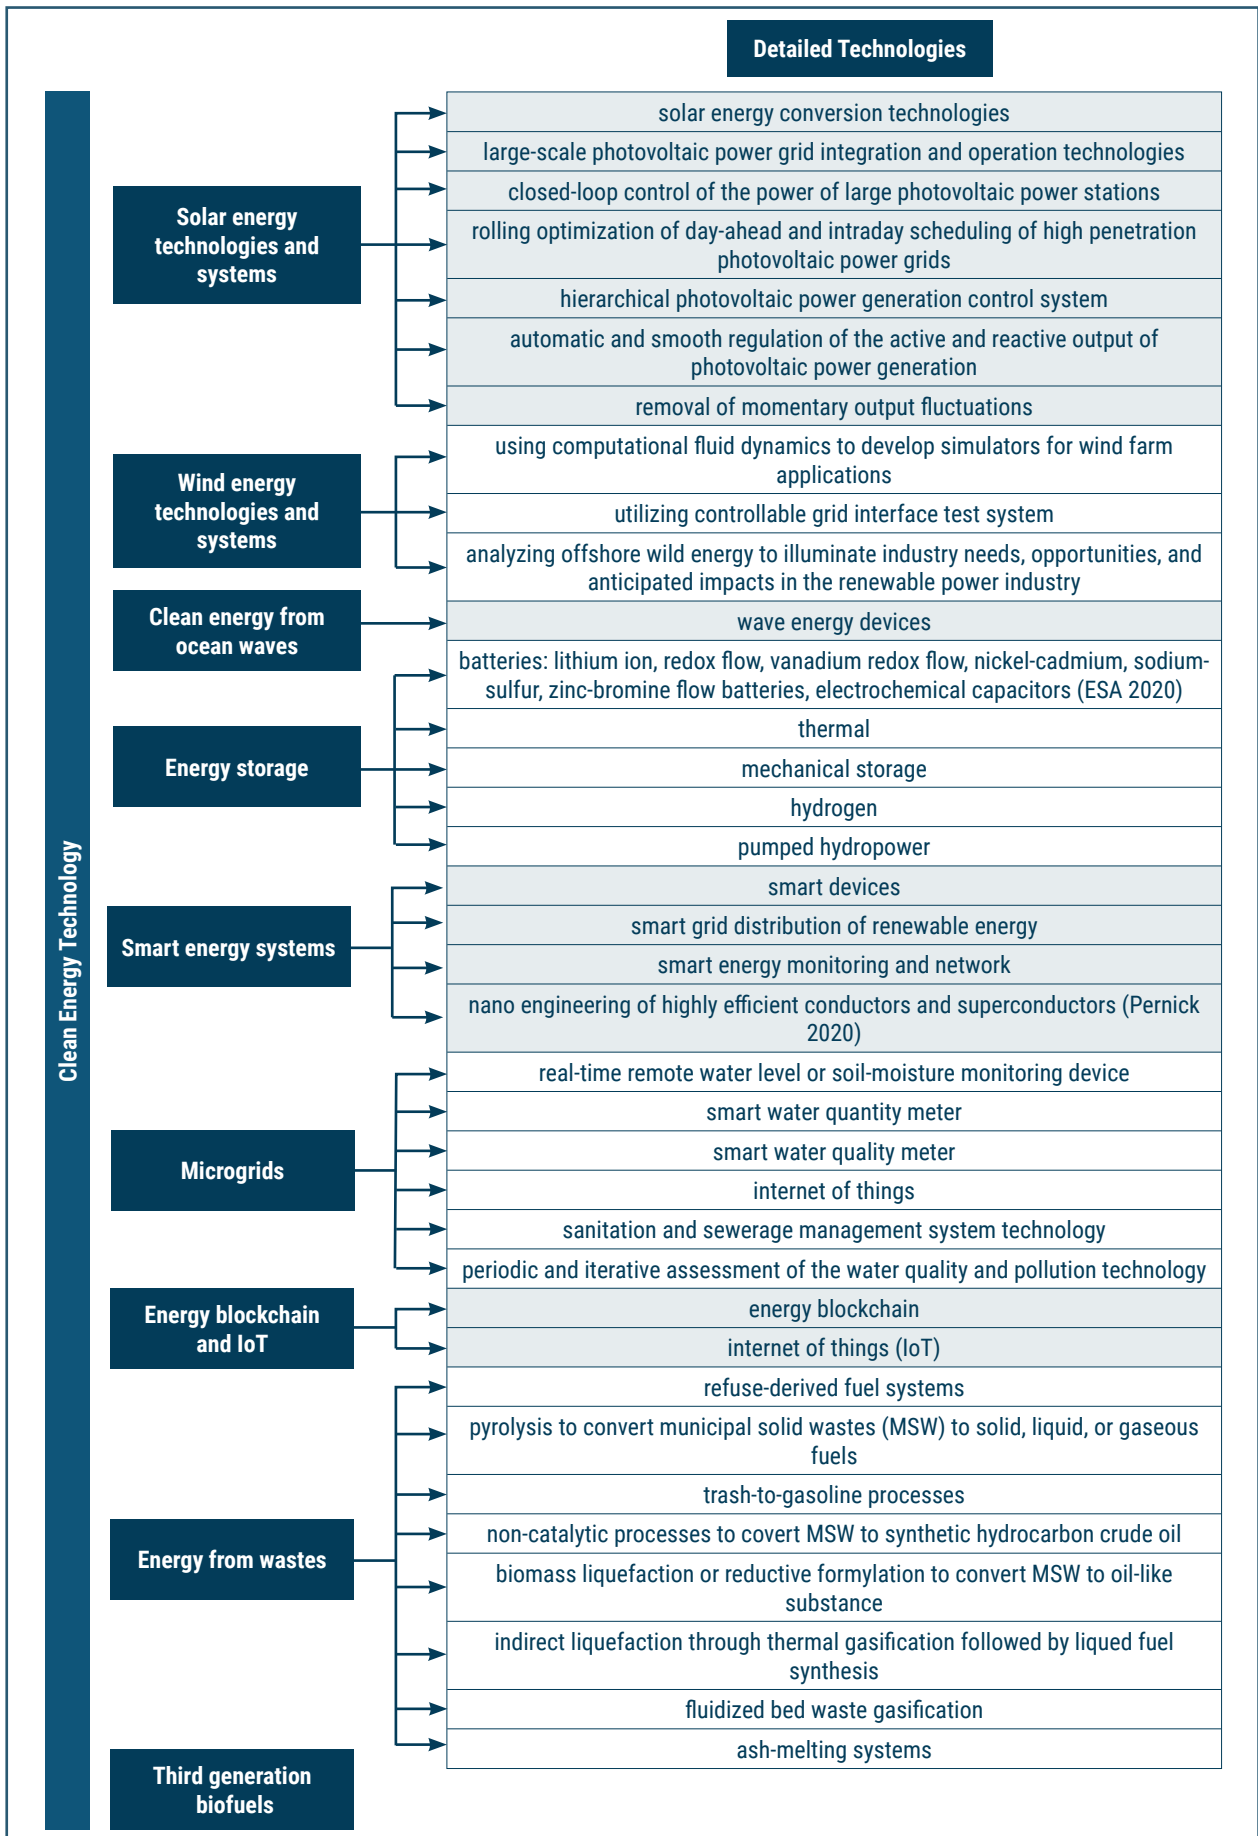 Detailed Technologies
Clean Energy Technology
Solar energy
technologies and
systems
solar energy conversion technologies
large-scale photovoltaic power grid integration and operation technologies
closed-loop control of the power of large photovoltaic power stations
rolling optimization of day-ahead and intraday scheduling of high penetration
photovoltaic power grids
hierarchical photovoltaic power generation control system
automatic and smooth regulation of the active and reactive output of
photovoltaic power generation
removal of momentary output fluctuations
Wind energy
technologies and
systems
using computational fluid dynamics to develop simulators for wind farm
applications
utilizing controllable grid interface test system
analyzing offshore wild energy to illuminate industry needs, opportunities, and
anticipated impacts in the renewable power industry
Clean energy from
ocean waves
wave energy devices
Energy storage
batteries: lithium ion, redox flow, vanadium redox flow, nickel-cadmium, sodium-
sulfur, zinc-bromine flow batteries, electrochemical capacitors (ESA 2020)
thermal
mechanical storage
hydrogen
pumped hydropower
Smart energy systems
smart devices
smart grid distribution of renewable energy
smart energy monitoring and network
nano engineering of highly efficient conductors and superconductors (Pernick
2020)
Microgrids
real-time remote water level or soil-moisture monitoring device
smart water quantity meter
smart water quality meter
internet of things
sanitation and sewerage management system technology
periodic and iterative assessment of the water quality and pollution technology
Energy blockchain
and IoT
energy blockchain
internet of things (IoT)
Energy from wastes
refuse-derived fuel systems
pyrolysis to convert municipal solid wastes (MSW) to solid, liquid, or gaseous
fuels
trash-to-gasoline processes
non-catalytic processes to covert MSW to synthetic hydrocarbon crude oil
biomass liquefaction or reductive formylation to convert MSW to oil-like
substance
indirect liquefaction through thermal gasification followed by liqued fuel
synthesis
fluidized bed waste gasification
ash-melting systems
Third generation
biofuels